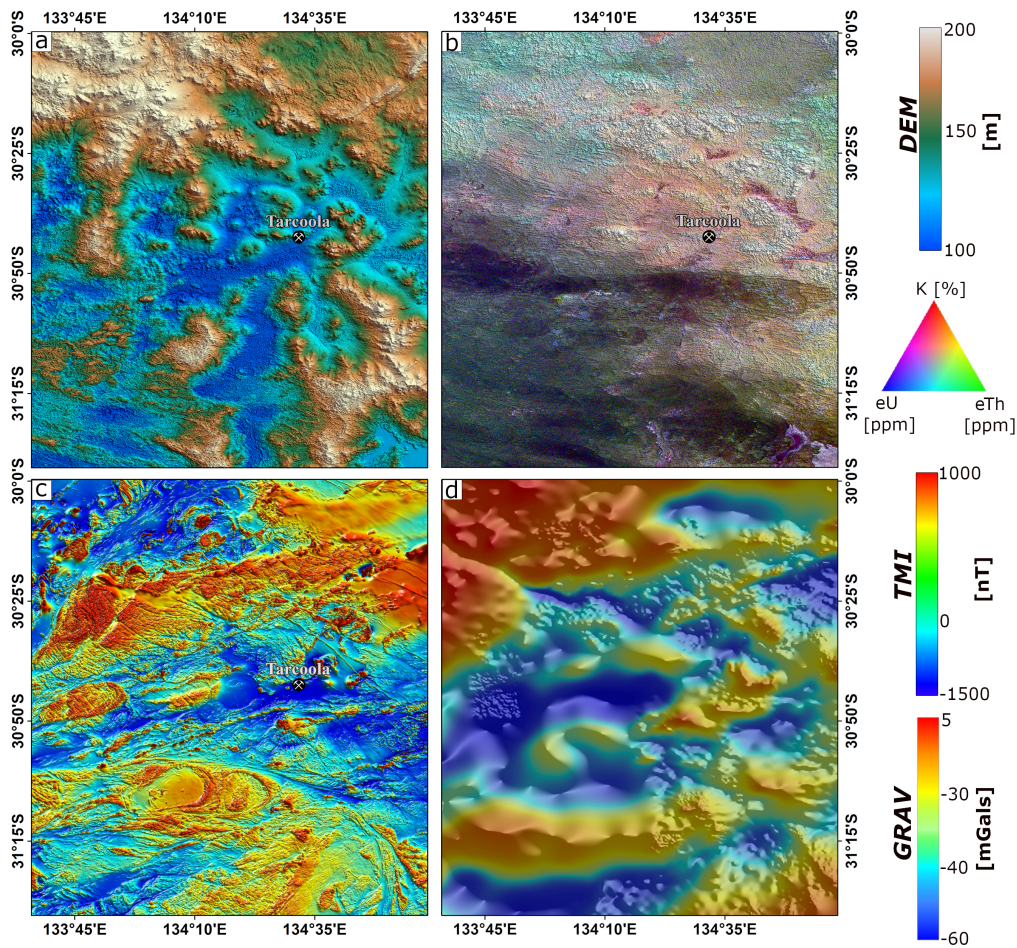 133°45'E 134°10'E 134°35'E 133°45'E 134°10'E 134°35'E
a
b
30°0'S
30°25'S
30°50'S
31°15'S
Tarcoola
Tarcoola
30°0'S
30°25'S
30°50'S
31°15'S
DEM
[m]
200
150
100
K [%]
eU
[ppm]
eTh
[ppm]
c
d
30°0'S
30°25'S
30°50'S
31°15'S
Tarcoola
30°0'S
30°25'S
30°50'S
31°15'S
TMI
[nT]
1000
0
-1500
GRAV
[mGals]
5
-30
-40
-60
133°45'E 134°10'E 134°35'E 133°45'E 134°10'E 134°35'E